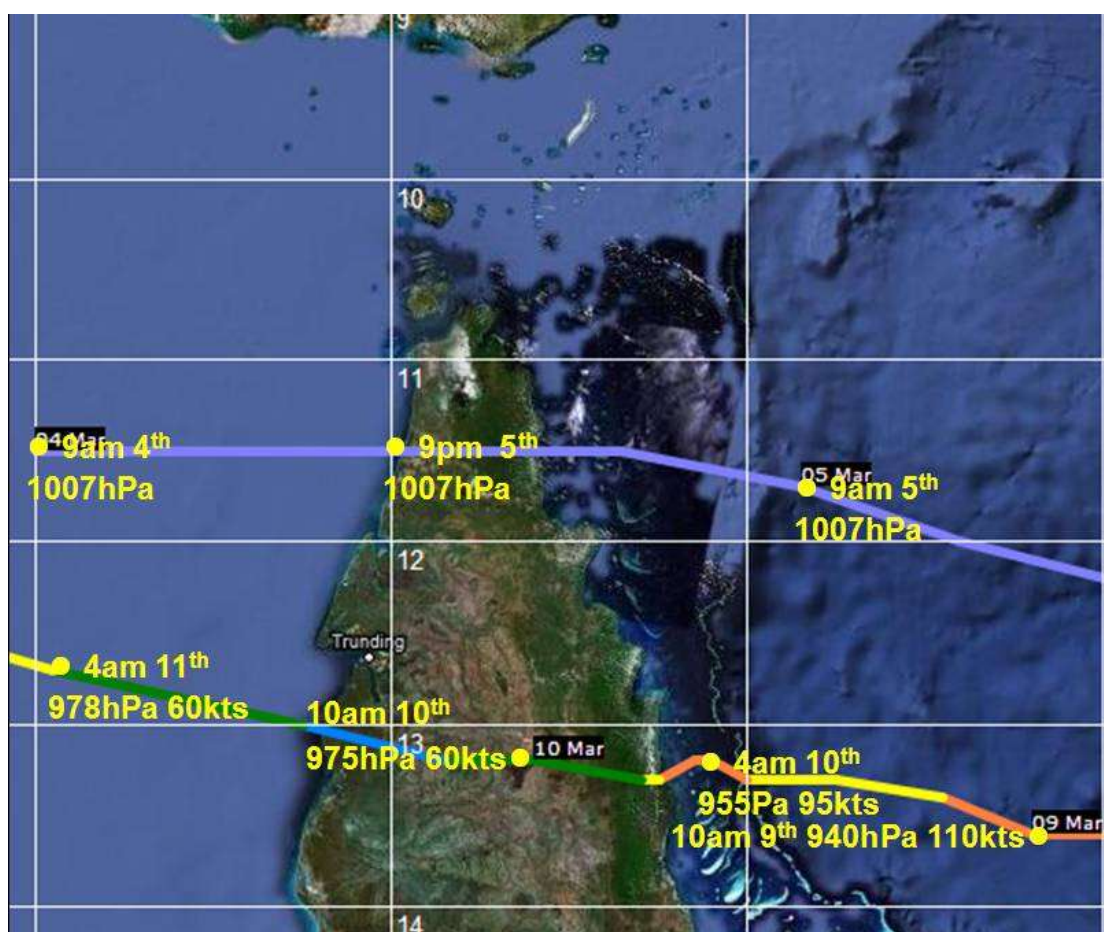 9
10
11
04 Mar
9am 4th
1007hPa
9pm 5th
1007hPa
05 Mar
9am 5th
1007hPa
12
Trunding
4am 11th
978hPa 60kts
10am 10th
13
975hPa 60kts
10 Mar
4am 10th
955Pa 95kts
09 Mar
10am 9th 940hPa 110kts
14